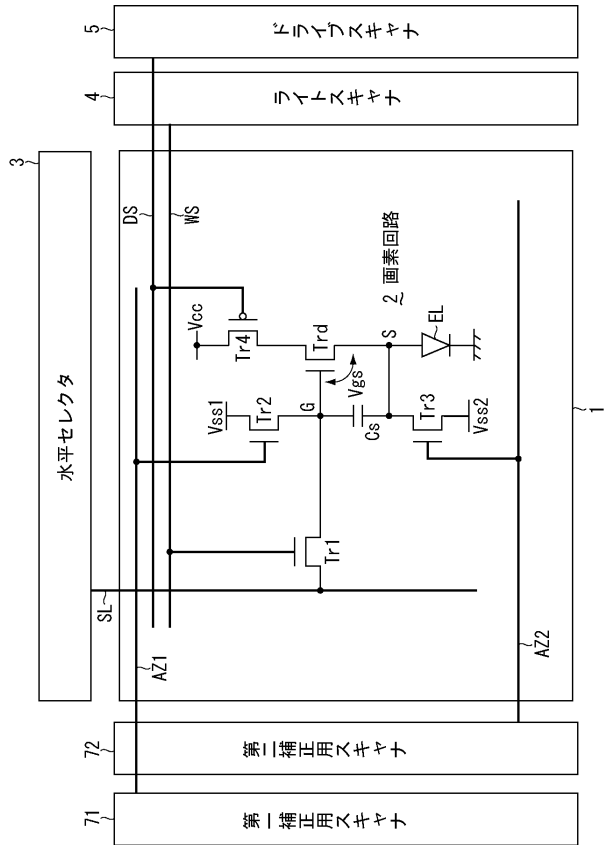 5
ドライブスキャナ
4
ライトスキャナ
3
水平セレクタ
DS
WS
2 画素回路
Vcc
Tr4
Trd
S
EL
Vgs
G
Vss1
Tr2
Cs
Tr3
Vss2
Tr1
1
SL
AZ1
AZ2
72
第二補正用スキャナ
71
第一補正用スキャナ